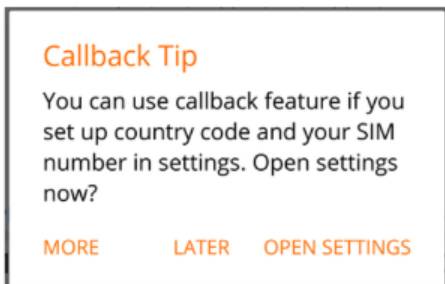 Callback Tip
You can use callback feature if you
set up country code and your SIM
number in settings. Open settings
now?
MORE LATER OPEN SETTINGS